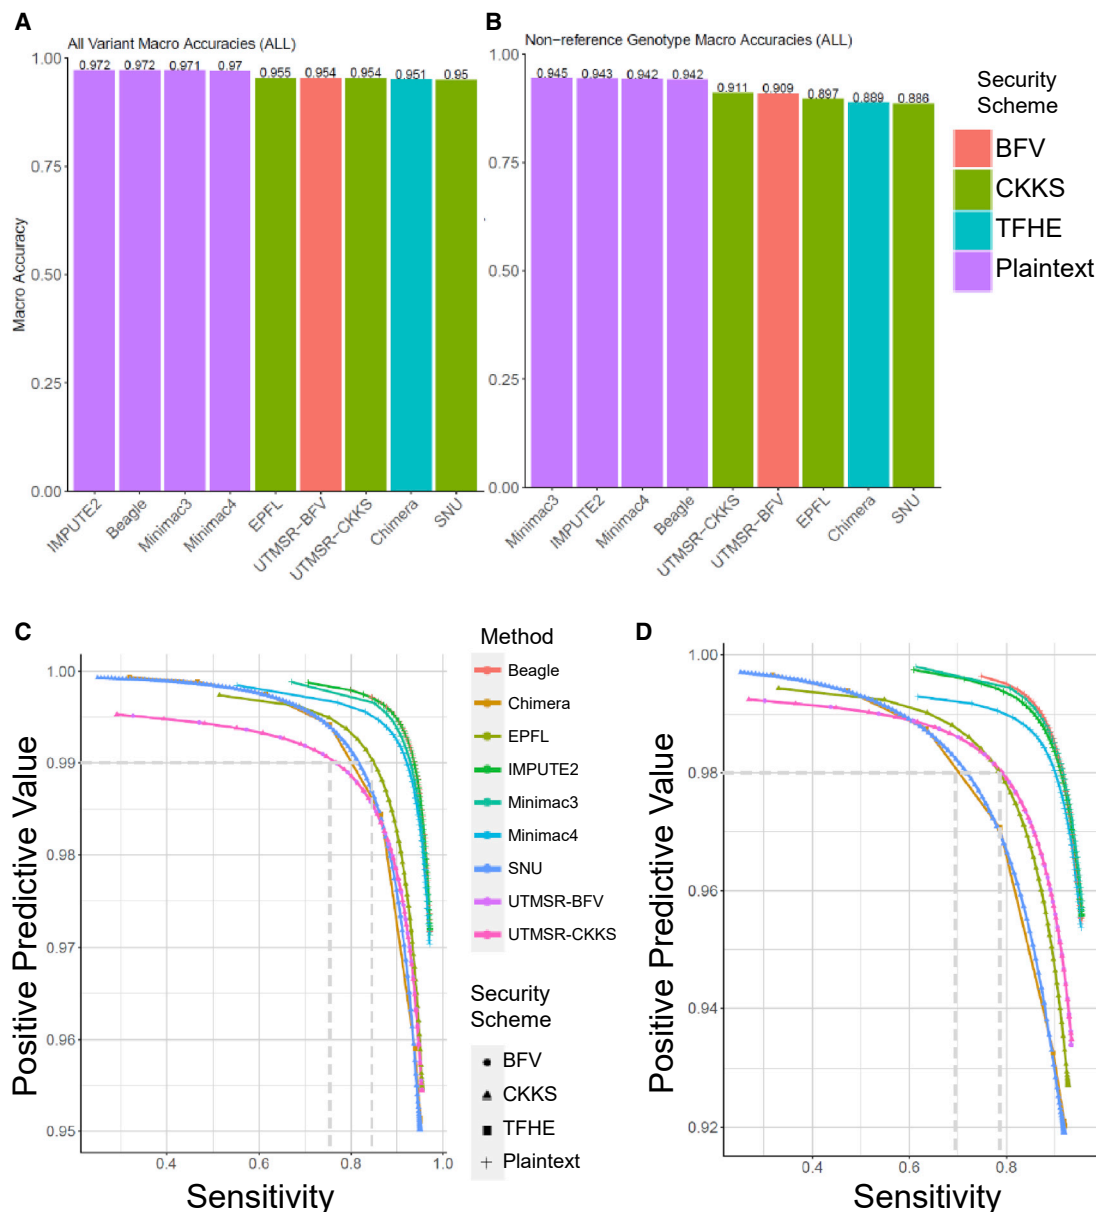 A
B
All Variant Macro Accuracies (ALL)
Non-reference Genotype Macro Accuracies (ALL)
Macro Accuracy
1.00
0.75
0.50
0.25
0.00
0.972
0.972
0.971
0.97
0.955
0.954
0.954
0.951
0.95
IMPUTE2
Beagle
Minimac3
Minimac4
EPFL
UTMSR-BFV
UTMSR-CKKS
Chimera
SNU
1.00
0.75
0.50
0.25
0.00
0.945
0.943
0.942
0.942
0.911
0.909
0.897
0.889
0.886
Minimac3
IMPUTE2
Minimac4
Beagle
UTMSR-CKKS
UTMSR-BFV
EPFL
Chimera
SNU
Security
Scheme
BFV
CKKS
TFHE
Plaintext
C
Positive Predictive Value
1.00
0.99
0.98
0.97
0.96
0.95
0.4
0.6
0.8
1.0
Sensitivity
Method
Beagle
Chimera
EPFL
IMPUTE2
Minimac3
Minimac4
SNU
UTMSR-BFV
UTMSR-CKKS
Security
Scheme
BFV
CKKS
TFHE
Plaintext
D
Positive Predictive Value
1.00
0.98
0.96
0.94
0.92
0.4
0.6
0.8
Sensitivity